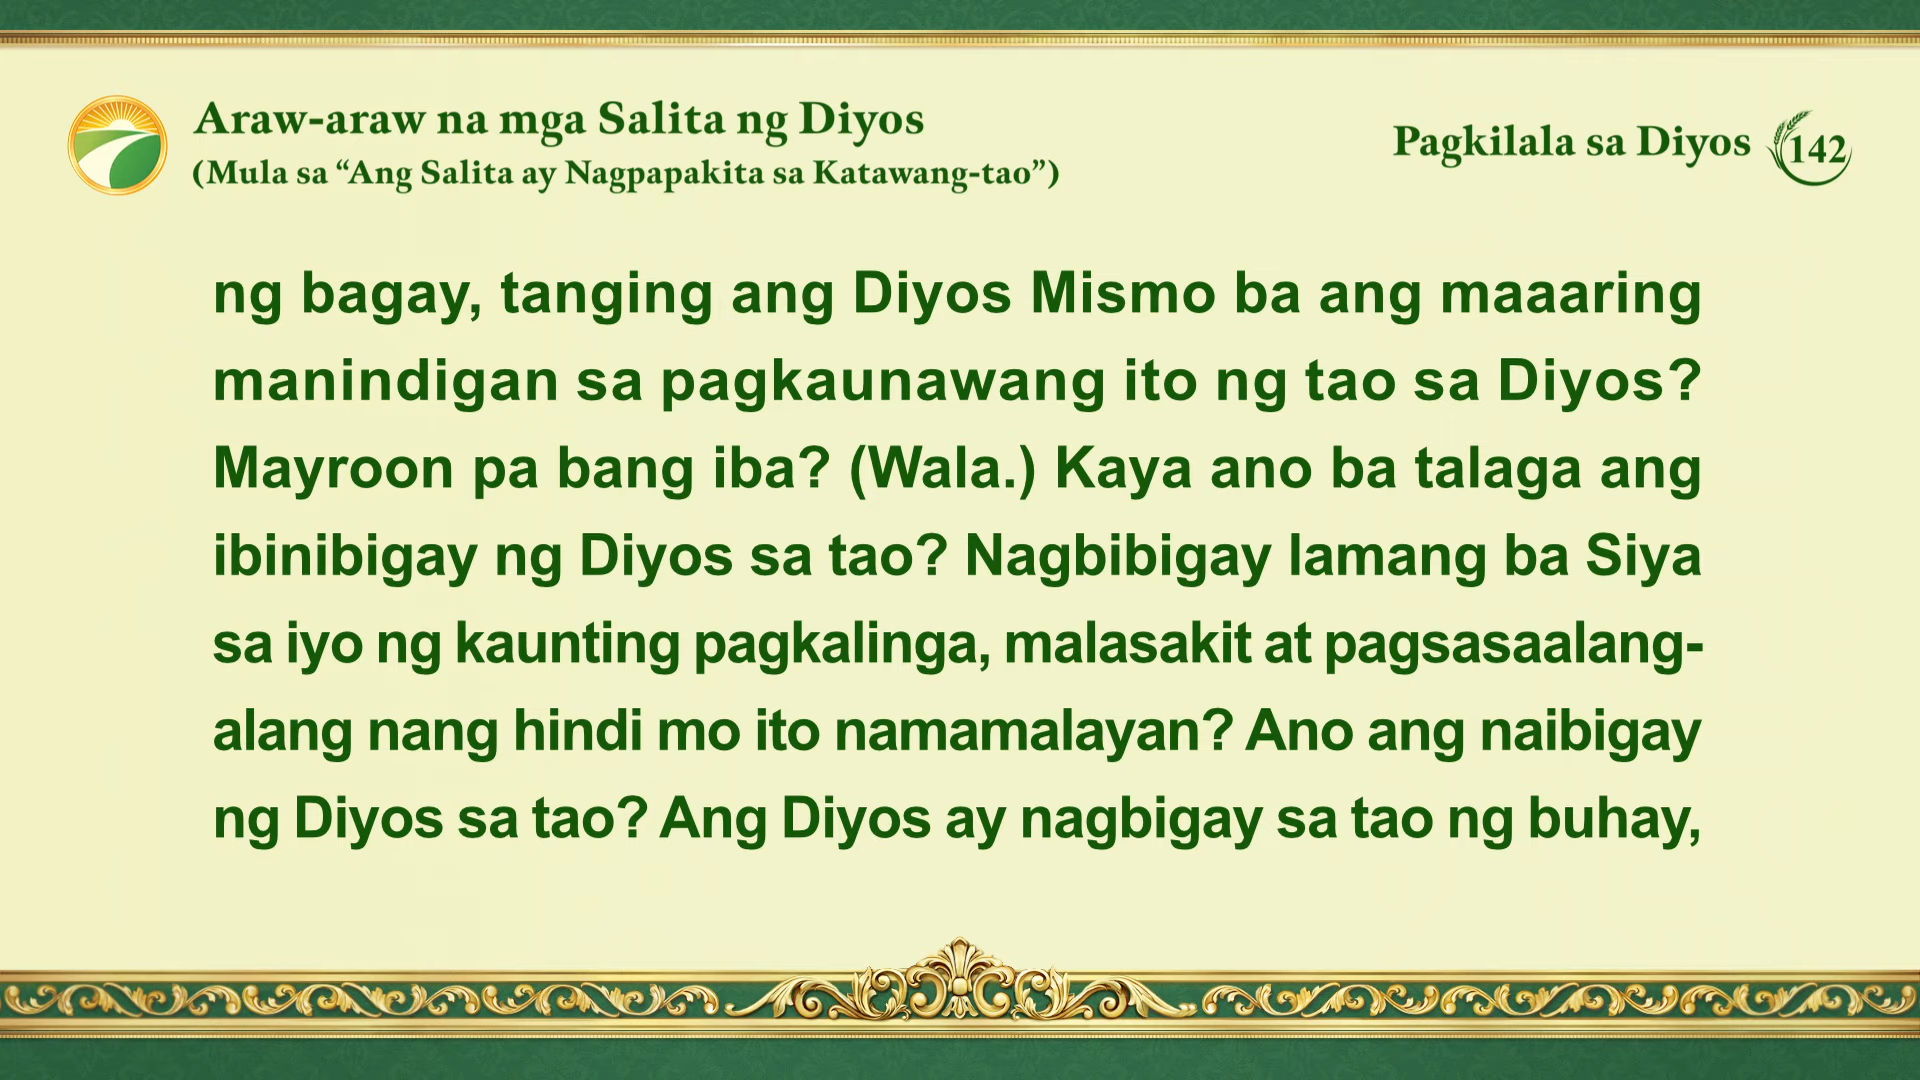 Araw-araw na mga Salita ng Diyos
(Mula sa “Ang Salita ay Nagpapakita sa Katawang-tao”)
Pagkilala sa Diyos 142
ng bagay, tanging ang Diyos Mismo ba ang maaaring
manindigan sa pagkaunawang ito ng tao sa Diyos?
Mayroon pa bang iba? (Wala.) Kaya ano ba talaga ang
ibinibigay ng Diyos sa tao? Nagbibigay lamang ba Siya
sa iyo ng kaunting pagkalinga, malasakit at pagsasaalang-
alang nang hindi mo ito namamalayan? Ano ang naibigay
ng Diyos sa tao? Ang Diyos ay nagbigay sa tao ng buhay,